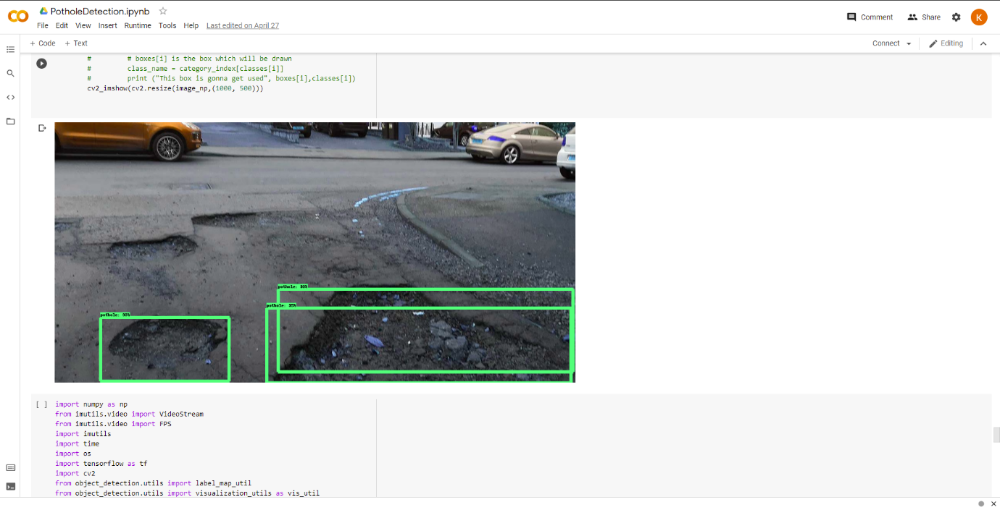 PotholeDetection.ipynb
Comment
Share
K
File Edit View Insert Runtime Tools Help Last edited on April 27
+ Code + Text
Connect
Editing
# # boxes[i] is the box which will be drawn
# class_name = category_index[classes[i]]
# print ("This box is gonna get used", boxes[i],classes[i])
cv2_imshow(cv2.resize(image_np,(1000, 500)))
pothole:
pothole:
pothole:
[ ] import numpy as np
from imutils.video import VideoStream
from imutils.video import FPS
import imutils
import time
import os
import tensorflow as tf
import cv2
from object_detection.utils import label_map_util
from object_detection.utils import visualization_utils as vis_util